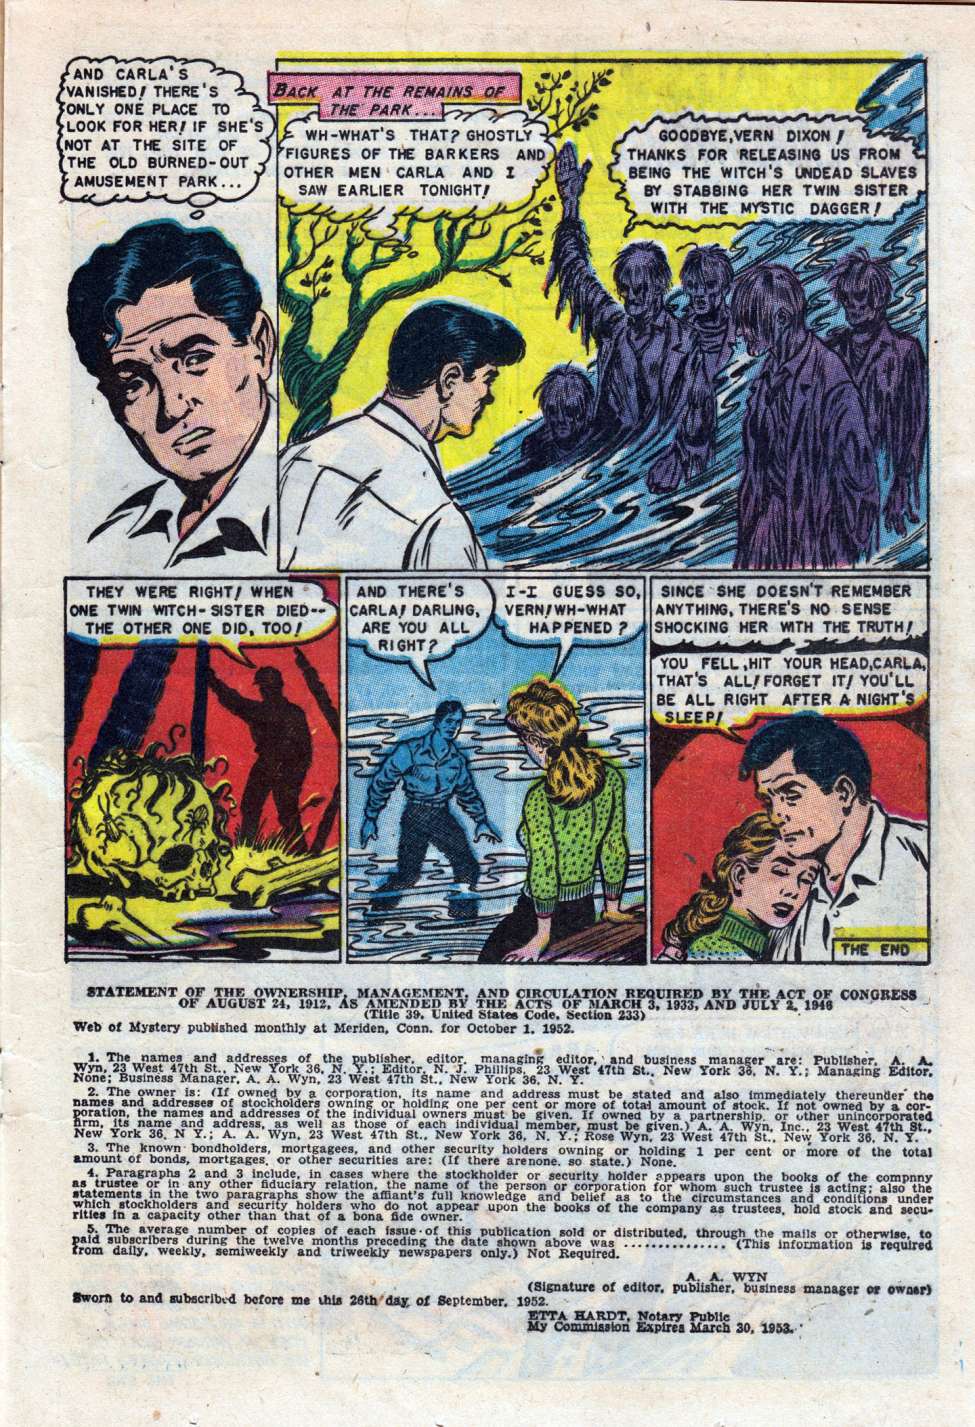 AND CARLA'S
VANISHED! THERE'S
ONLY ONE PLACE TO
LOOK FOR HER! IF SHE'S
NOT AT THE SITE OF
THE OLD BURNED-OUT
AMUSEMENT PARK...
BACK AT THE REMAINS OF
THE PARK...
WH-WHAT'S THAT? GHOSTLY
FIGURES OF THE BARKERS AND
OTHER MEN CARLA AND I
SAW EARLIER TONIGHT!
GOODBYE, VERN DIXON!
THANKS FOR RELEASING US FROM
BEING THE WITCH'S UNDEAD SLAVES
BY STABBING HER TWIN SISTER
WITH THE MYSTIC DAGGER!
THEY WERE RIGHT! WHEN
ONE TWIN WITCH-SISTER DIED--
THE OTHER ONE DID, TOO!
AND THERE'S
CARLA! DARLING,
ARE YOU ALL
RIGHT?
I-I GUESS SO,
VERN! WH-WHAT
HAPPENED?
SINCE SHE DOESN'T REMEMBER
ANYTHING, THERE'S NO SENSE
SHOCKING HER WITH THE TRUTH!
YOU FELL, HIT YOUR HEAD, CARLA,
THAT'S ALL! FORGET IT! YOU'LL
BE ALL RIGHT AFTER A NIGHT'S
SLEEP!
THE END
STATEMENT OF THE OWNERSHIP, MANAGEMENT, AND CIRCULATION REQUIRED BY THE ACT OF CONGRESS
OF AUGUST 24, 1912, AS AMENDED BY THE ACTS OF MARCH 3, 1933, AND JULY 2, 1946
(Title 39, United States Code, Section 233)
Web of Mystery published monthly at Meriden, Conn. for October 1, 1952.
1. The names and addresses of the publisher, editor, managing editor, and business manager are: Publisher, A. A.
Wyn, 23 West 47th St., New York 36, N. Y.; Editor, N. J. Phillips, 23 West 47th St., New York 36, N. Y.; Managing Editor,
None; Business Manager, A. A. Wyn, 23 West 47th St., New York 36, N. Y.
2. The owner is: (If owned by a corporation, its name and address must be stated and also immediately thereunder the
names and addresses of stockholders owning or holding one per cent or more of total amount of stock. If not owned by a cor-
poration, the names and addresses of the individual owners must be given. If owned by a partnership, or other unincorporated
firm, its name and address, as well as those of each individual member, must be given.) A. A. Wyn, Inc., 23 West 47th St.,
New York 36, N Y.; A. A. Wyn, 23 West 47th St., New York 36, N. Y.; Rose Wyn, 23 West 47th St., New York 36, N. Y.
3. The known bondholders, mortgagees, and other security holders owning or holding 1 per cent or more of the total
amount of bonds, mortgages, or other securities are: (If there arenone, so state.) None.
4. Paragraphs 2 and 3 include, in cases where the stockholder or security holder appears upon the books of the compnny
as trustee or in any other fiduciary relation, the name of the person or corporation for whom such trustee is acting; also the
statements in the two paragraphs show the affiant's full knowledge and belief as to the circumstances and conditions under
which stockholders and security holders who do not appear upon the books of the company as trustees, hold stock and secu-
rities in a capacity other than that of a bona fide owner.
5. The average number of copies of each issue of this publication sold or distributed, through the mails or otherwise, to
paid subscribers during the twelve months preceding the date shown above was ............... (This information is required
from daily, weekly, semiweekly and triweekly newspapers only.) Not Required.
A. A. WYN
(Signature of editor, publisher, business manager or owner)
Sworn to and subscribed before me this 26th day of September, 1952.
ETTA HARDT, Notary Public
My Commission Expires March 30, 1953.